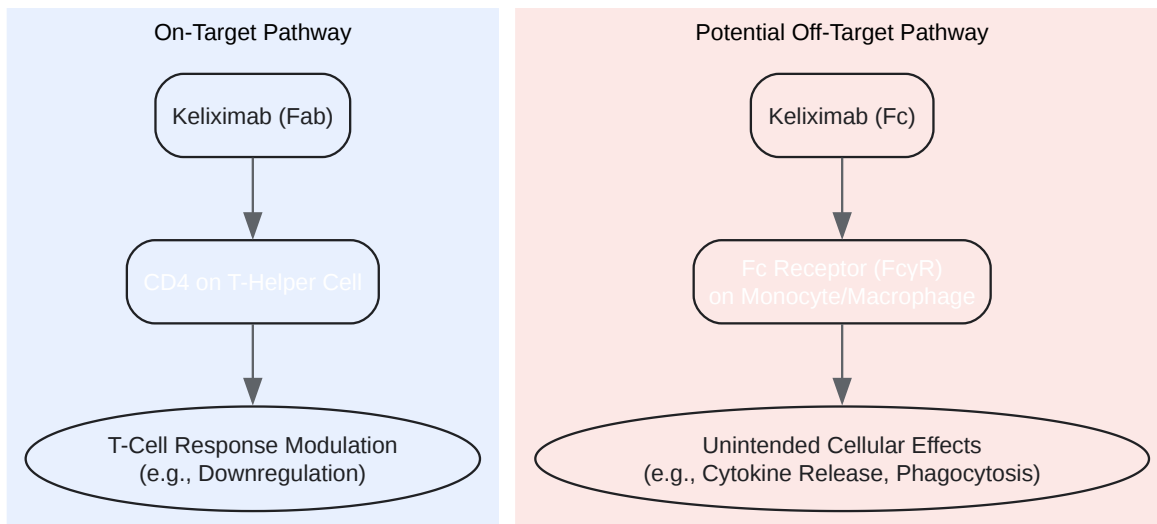 On-Target Pathway
Keliximab (Fab)
CD4 on T-Helper Cell
T-Cell Response Modulation
(e.g., Downregulation)
Potential Off-Target Pathway
Keliximab (Fc)
Fc Receptor (FcyR)
on Monocyte/Macrophage
Unintended Cellular Effects
(e.g., Cytokine Release, Phagocytosis)